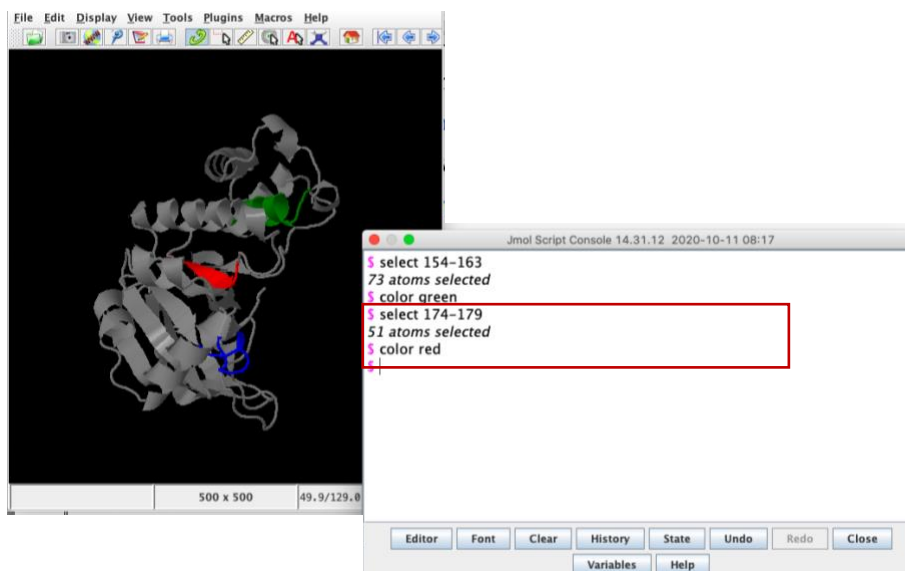 File Edit Display View Tools Plugins Macros Help
500 x 500
49.9/129.0
Jmol Script Console 14.31.12 2020-10-11 08:17
$ select 154-163
73 atoms selected
$ color green
$ select 174-179
51 atoms selected
$ color red
$
Editor Font Clear History State Undo Redo Close
Variables Help